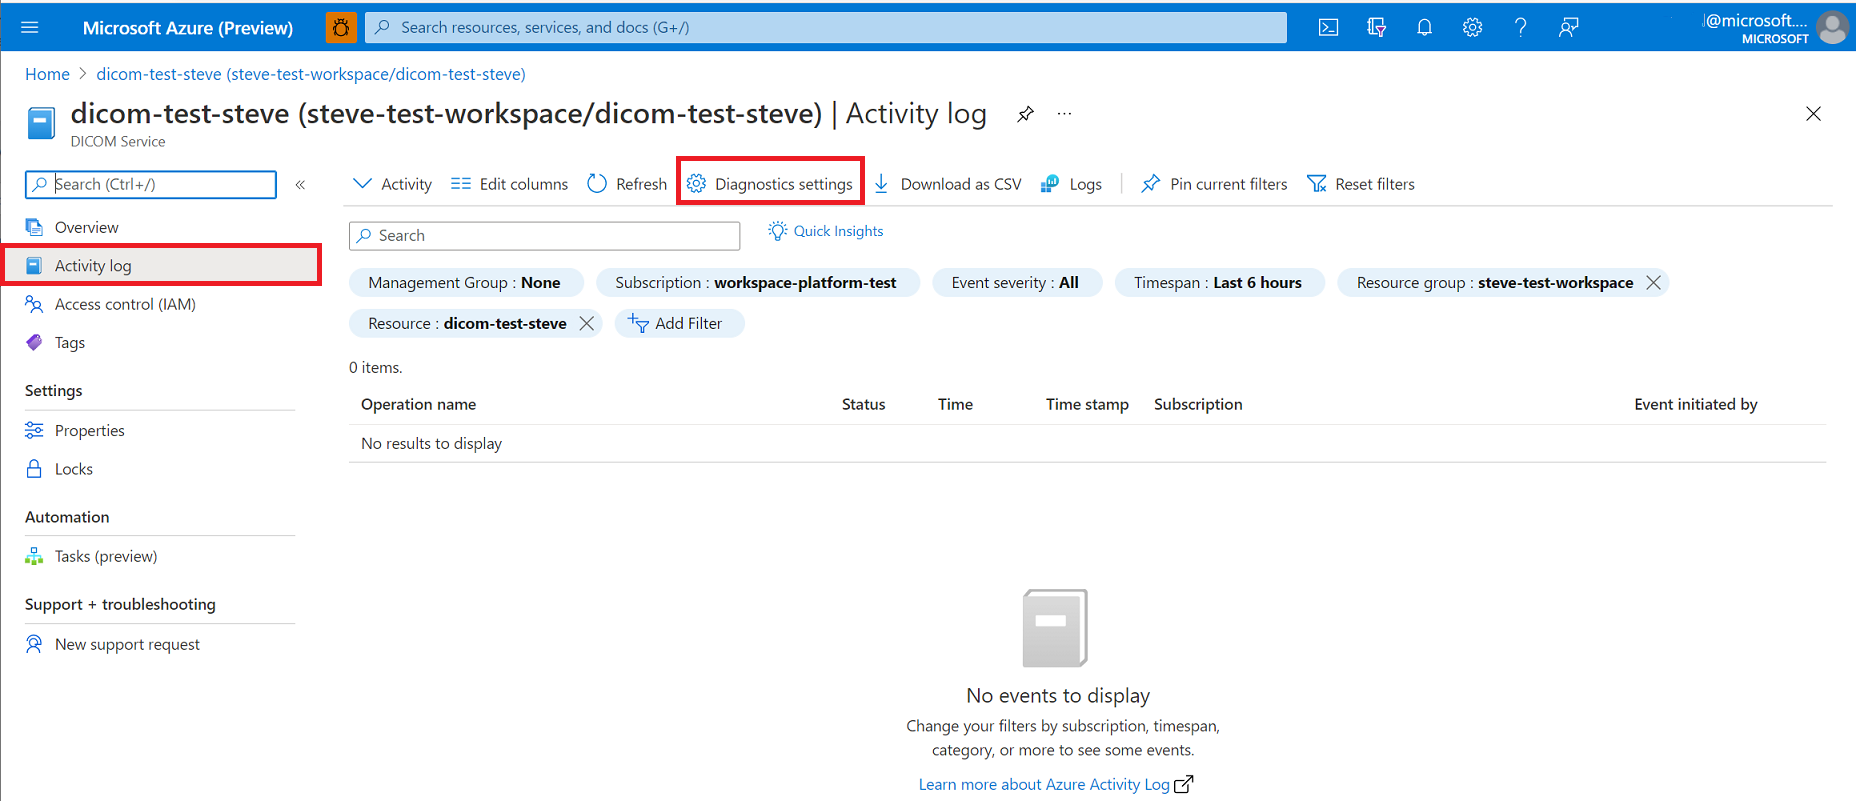 Microsoft Azure (Preview)
Search resources, services, and docs (G+/)
@microsoft....
MICROSOFT
Home > dicom-test-steve (steve-test-workspace/dicom-test-steve)
dicom-test-steve (steve-test-workspace/dicom-test-steve) | Activity log
DICOM Service
Search (Ctrl+/)
Activity Edit columns Refresh Diagnostics settings Download as CSV Logs Pin current filters Reset filters
Overview
Activity log
Access control (IAM)
Tags
Settings
Properties
Locks
Automation
Tasks (preview)
Support + troubleshooting
New support request
Search
Quick Insights
Management Group : None Subscription : workspace-platform-test Event severity : All Timespan : Last 6 hours Resource group : steve-test-workspace
Resource : dicom-test-steve Add Filter
0 items.
Operation name Status Time Time stamp Subscription Event initiated by
No results to display
No events to display
Change your filters by subscription, timespan,
category, or more to see some events.
Learn more about Azure Activity Log